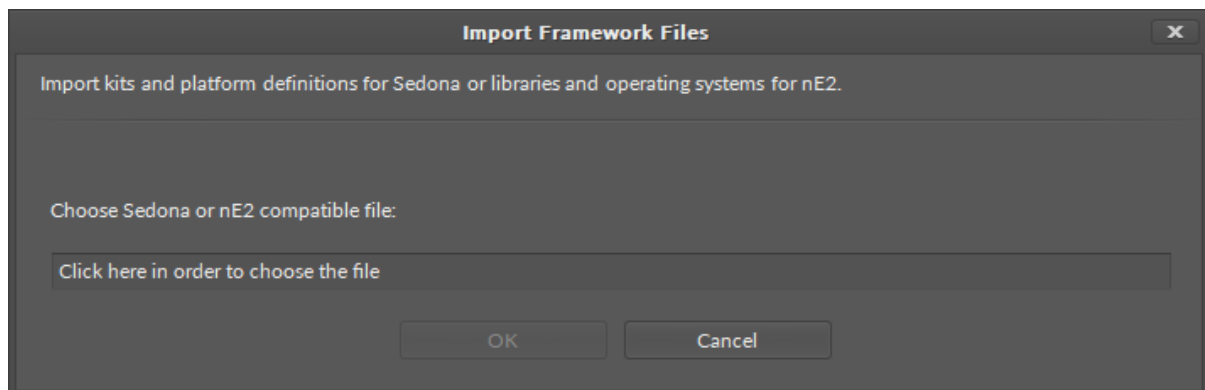 Import Framework Files
x
Import kits and platform definitions for Sedona or libraries and operating systems for nE2.
Choose Sedona or nE2 compatible file:
Click here in order to choose the file
OK
Cancel